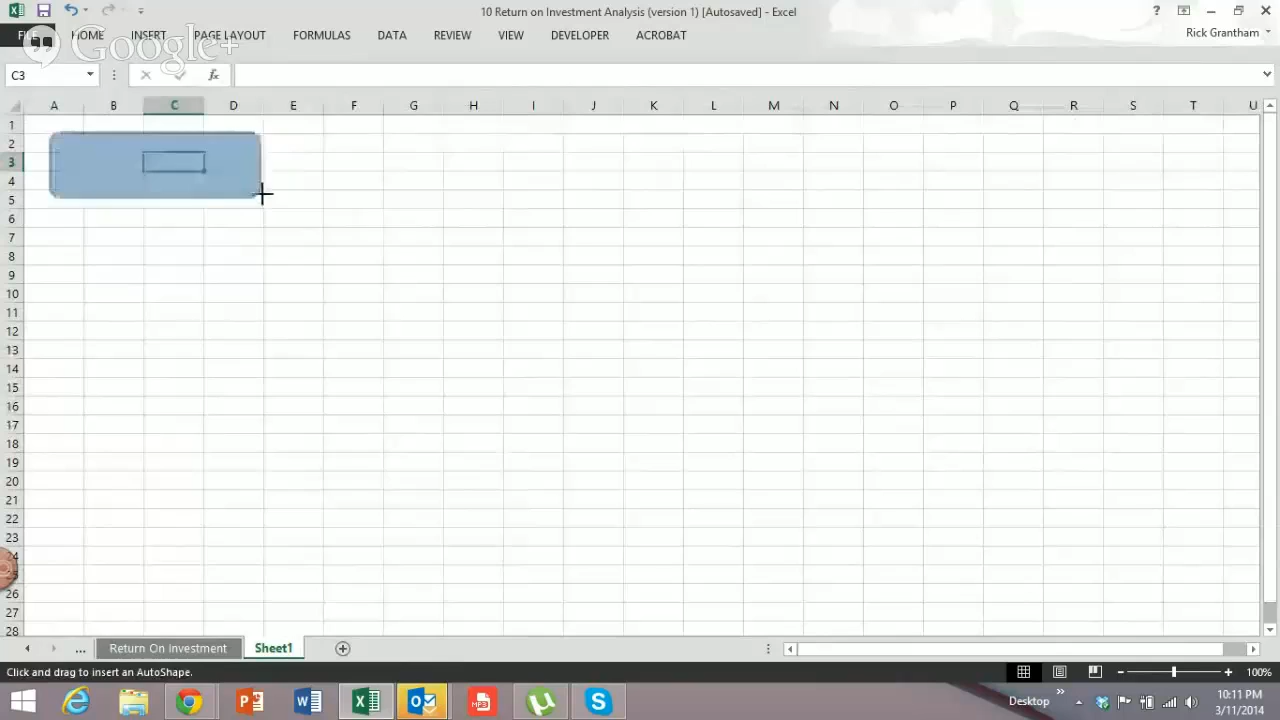 10 Return on Investment Analysis (version 1) [Autosaved] - Excel
?
FILE HOME INSERT PAGE LAYOUT FORMULAS DATA REVIEW VIEW DEVELOPER ACROBAT
Rick Grantham
Google+
C3
fx
A B C D E F G H I J K L M N O P Q R S T U
1
2
3
4
5
6
7
8
9
10
11
12
13
14
15
16
17
18
19
20
21
22
23
26
27
28
... Return On Investment Sheet1
Click and drag to insert an AutoShape.
100%
Desktop
10:11 PM
3/11/2014